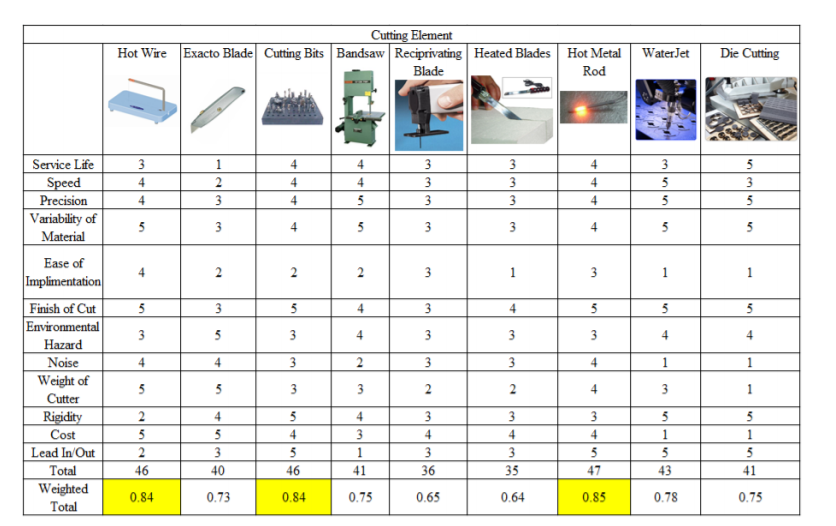 Cutting Element
Hot Wire Exacto Blade Cutting Bits Bandsaw Reciprivating Blade Heated Blades Hot Metal Rod WaterJet Die Cutting
Service Life 3 1 4 4 3 3 4 3 5
Speed 4 2 4 4 3 3 4 5 3
Precision 4 3 4 5 3 3 4 5 5
Variability of Material 5 3 4 5 3 3 4 5 5
Ease of Implimentation 4 2 2 2 3 1 3 1 1
Finish of Cut 5 3 5 4 3 4 5 5 5
Environmental Hazard 3 5 3 4 3 3 3 4 4
Noise 4 4 3 2 3 3 4 1 1
Weight of Cutter 5 5 3 3 2 2 4 3 1
Rigidity 2 4 5 4 3 3 3 5 5
Cost 5 5 4 3 4 4 4 1 1
Lead In/Out 2 3 5 1 3 3 5 5 5
Total 46 40 46 41 36 35 47 43 41
Weighted Total 0.84 0.73 0.84 0.75 0.65 0.64 0.85 0.78 0.75